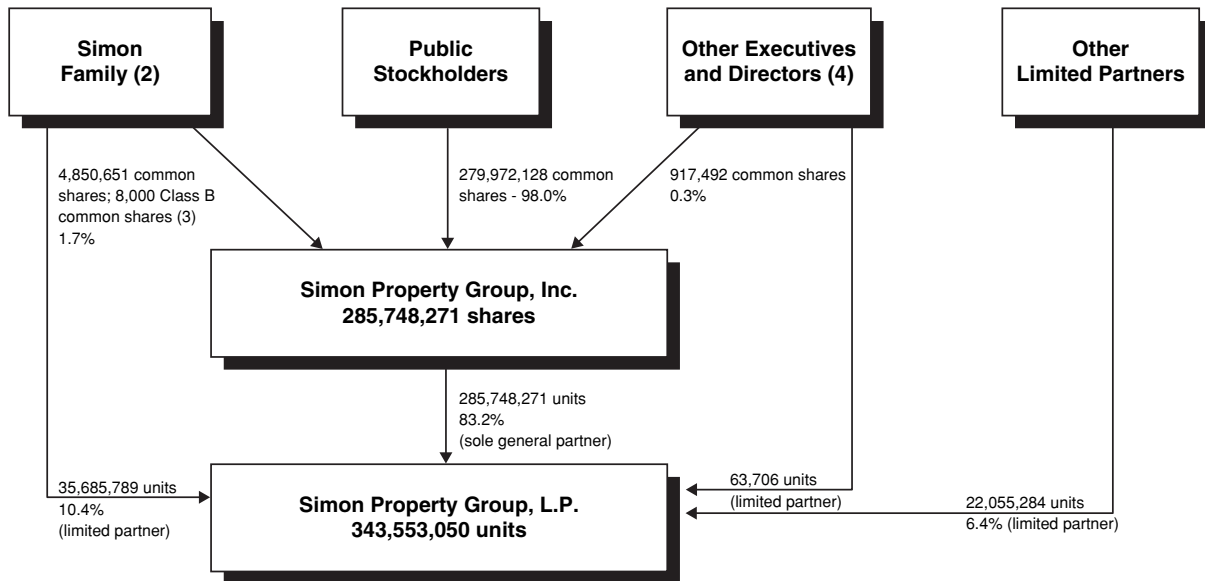 Simon
Family (2)
Public
Stockholders
Other Executives
and Directors (4)
Other
Limited Partners
4,850,651 common
shares; 8,000 Class B
common shares (3)
1.7%
279,972,128 common
shares - 98.0%
917,492 common shares
0.3%
Simon Property Group, Inc.
285,748,271 shares
285,748,271 units
83.2%
(sole general partner)
35,685,789 units
10.4%
(limited partner)
Simon Property Group, L.P.
343,553,050 units
63,706 units
(limited partner)
22,055,284 units
6.4% (limited partner)